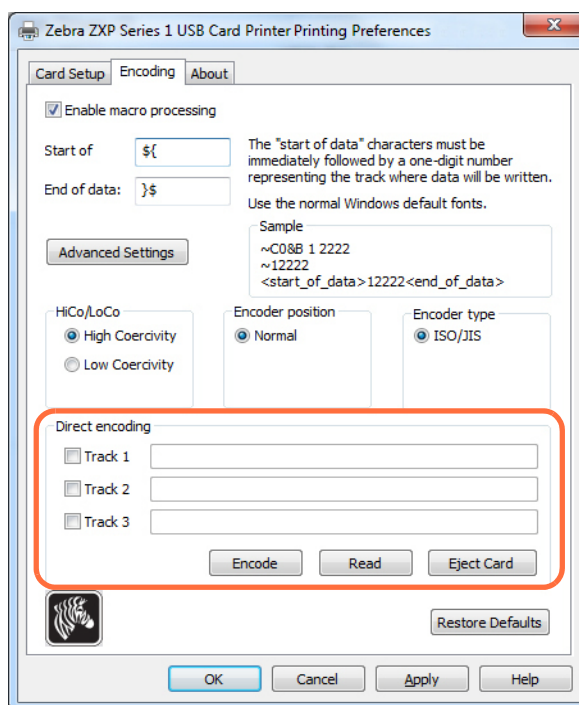 Zebra ZXP Series 1 USB Card Printer Printing Preferences
Card Setup Encoding About
Enable macro processing
Start of ${
End of data: }$
The "start of data" characters must be
immediately followed by a one-digit number
representing the track where data will be written.
Use the normal Windows default fonts.
Advanced Settings
Sample
~C0&B 1 2222
~12222
<start_of_data>12222<end_of_data>
HiCo/LoCo
High Coercivity
Low Coercivity
Encoder position
Normal
Encoder type
ISO/JIS
Direct encoding
Track 1
Track 2
Track 3
Encode Read Eject Card
Restore Defaults
OK Cancel Apply Help